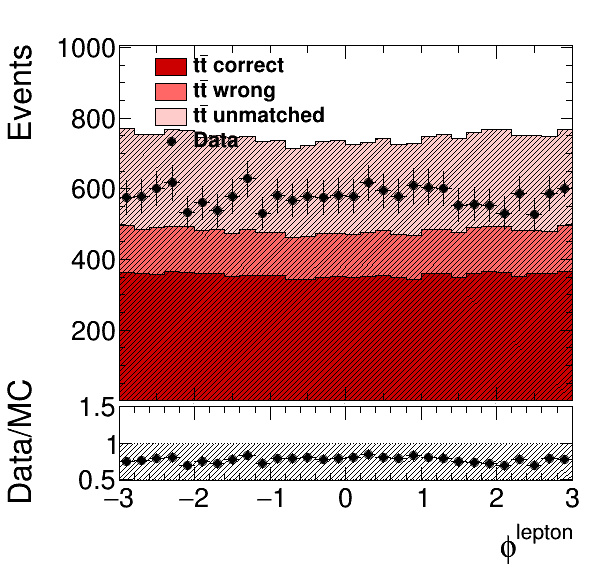 Events
1000
800
600
400
200
tt̄ correct
tt̄ wrong
tt̄ unmatched
Data
Data/MC
1.5
1
0.5
−3 −2 −1 0 1 2 3
ϕ^lepton